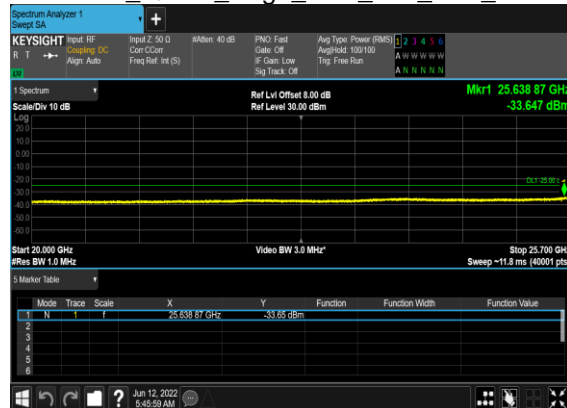 Spectrum Analyzer 1
Swept SA
+
KEYSIGHT Input: RF Input Z: 50 Ω #Atten: 40 dB PNO: Fast Avg Type: Power (RMS) 1 2 3 4 5 6
R T Coupling: DC Corr CCorr Gate: Off Avg|Hold: 100/100 A W W W W W
Align: Auto Freq Ref: Int (S) IF Gain: Low Trig: Free Run
Sig Track: Off A N N N N N
LW
1 Spectrum Ref Lvl Offset 8.00 dB Mkr1 25.638 87 GHz
Scale/Div 10 dB Ref Level 30.00 dBm -33.647 dBm
Log
20.0
10.0
0.00
-10.0
-20.0
DL1 -25.00
-30.0
-40.0
-50.0
-60.0
Start 20.000 GHz Video BW 3.0 MHz* Stop 25.700 GHz
#Res BW 1.0 MHz Sweep ~11.8 ms (40001 pts
5 Marker Table
Mode Trace Scale X Y Function Function Width Function Value
1 N 1 f 25.638 87 GHz -33.65 dBm
2
3
4
5
6
? Jun 12, 2022
5:45:59 AM